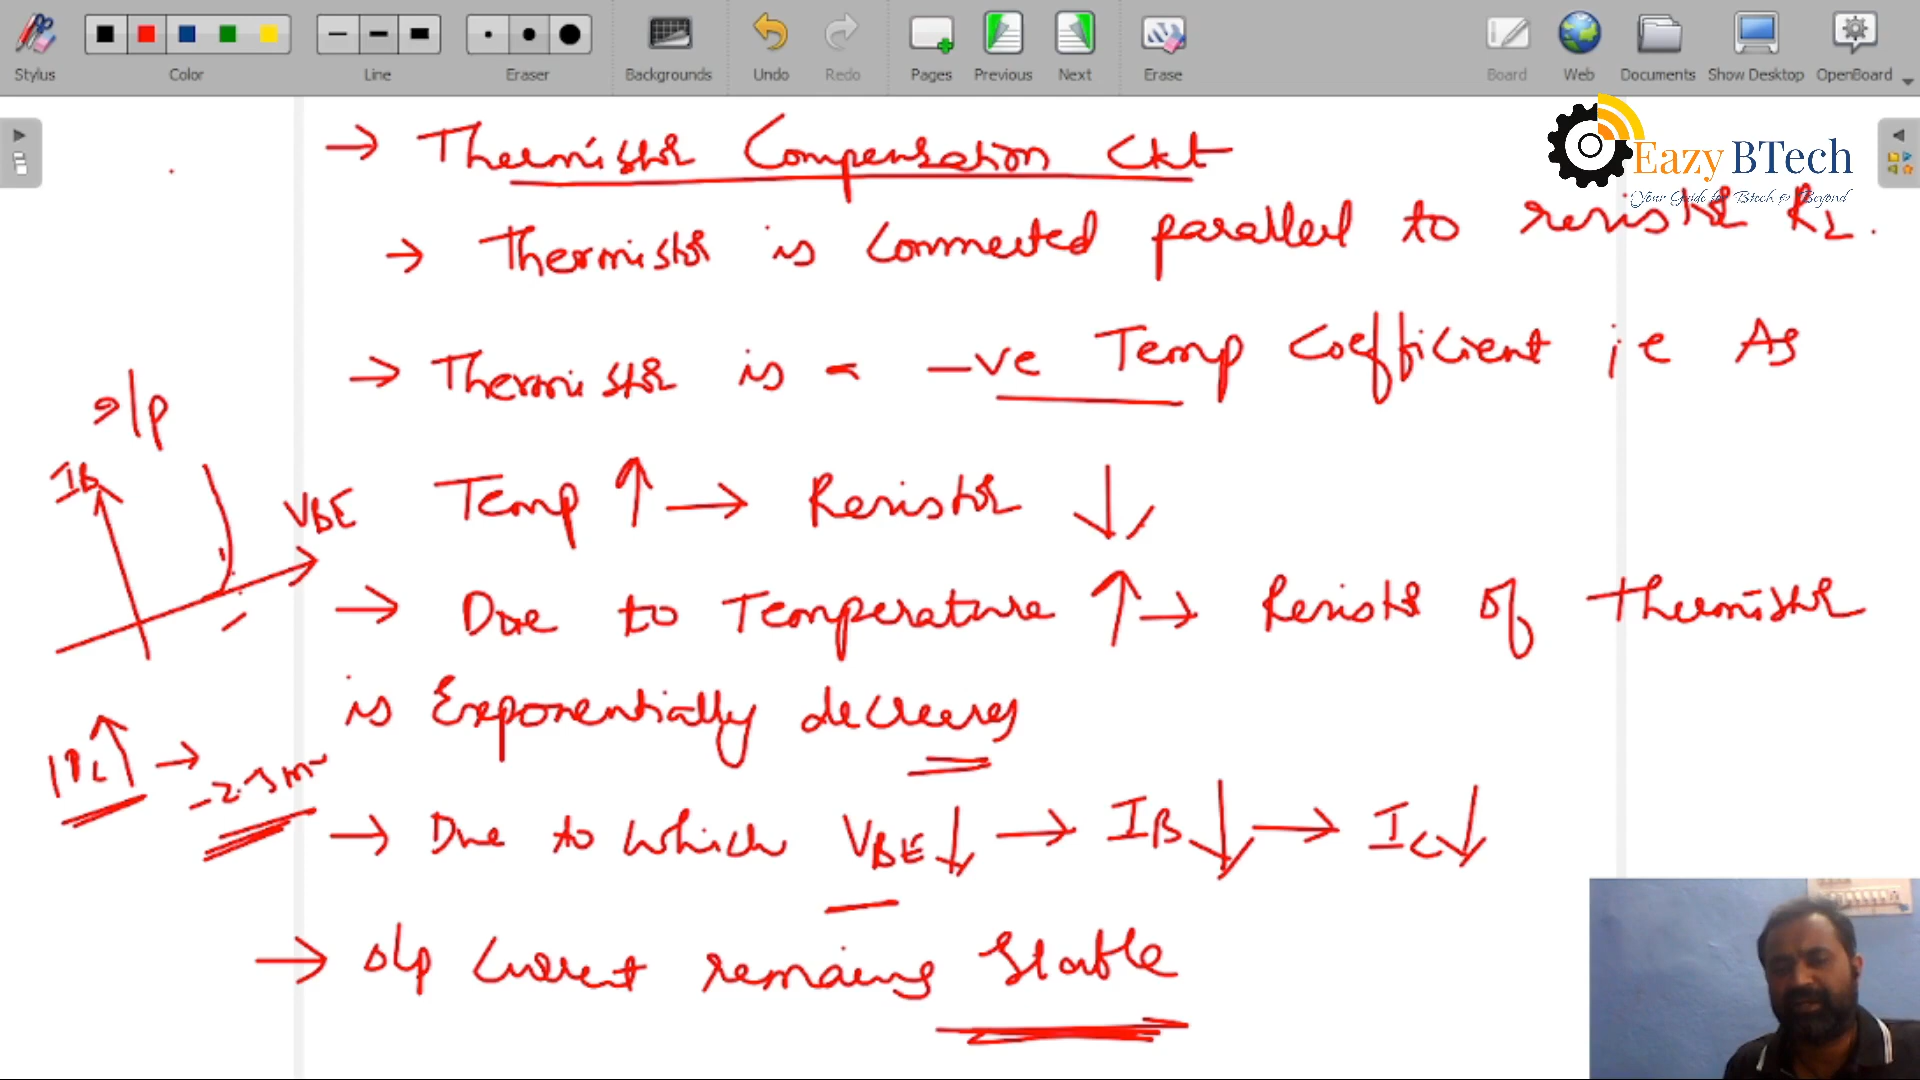 Stylus Color Line Eraser Backgrounds Undo Redo Pages Previous Next Erase Board Web Documents Show Desktop OpenBoard
Eazy BTech
Your Guide to Btech & Beyond
→ Thermistor Compensation Ckt
→ Thermistor is connected parallel to resistor R2.
→ Thermistor is a -ve Temp Coefficient ie As
Temp ↑ → Resistor ↓,
→ Due to Temperature ↑ → Resistor of thermistor
is Exponentially decreases
→ Due to which VBE ↓ → IB ↓ → IC ↓
→ o/p Current remains Stable
i/p
IB
VBE
1°C ↑ →